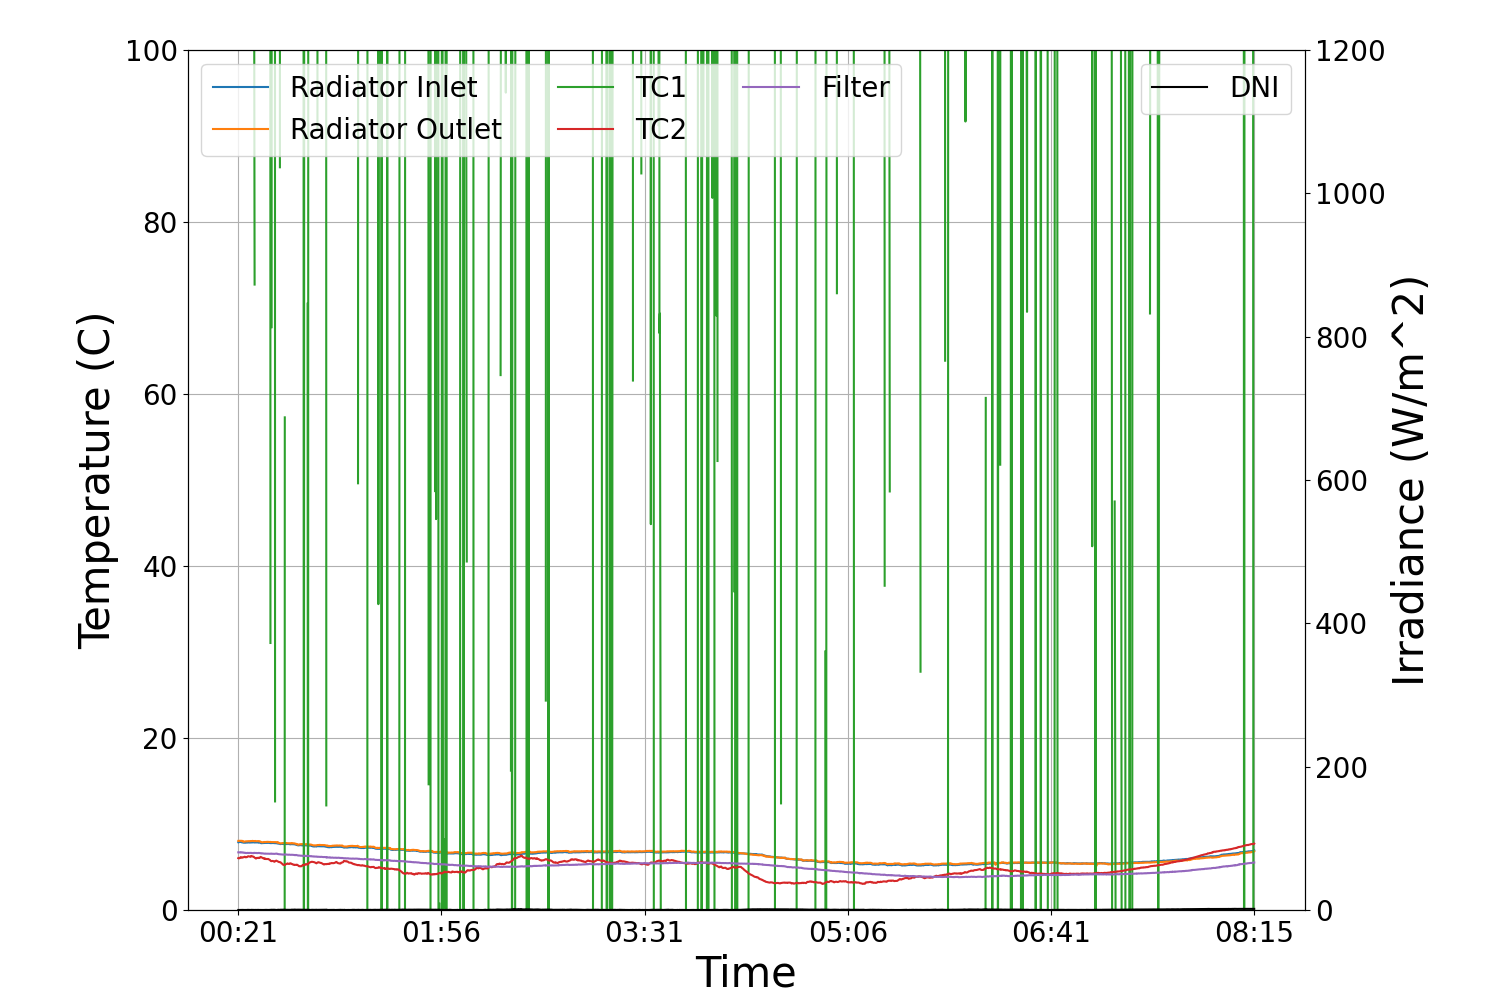 Radiator Inlet
Radiator Outlet
TC1
TC2
Filter
DNI
100
80
60
40
20
0
Temperature (C)
1200
1000
800
600
400
200
0
Irradiance (W/m^2)
00:21
01:56
03:31
05:06
06:41
08:15
Time